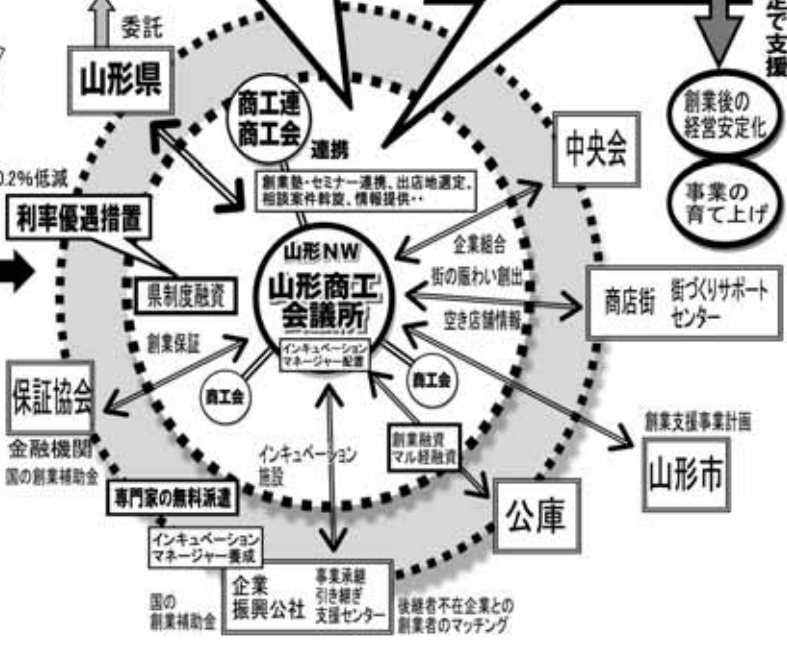 委託
山形県
定で支援
商工連
商工会
連携
創業塾・セミナー連携、出店地選定、
相談案件斡旋、情報提供‥
中央会
創業後の
経営安定化
事業の
育て上げ
0.2%低減
利率優遇措置
県制度融資
創業保証
山形NW
山形商工
会議所
インキュベーション
マネージャー配置
企業組合
街の賑わい創出
空き店舗情報
商店街
街づくりサポート
センター
保証協会
金融機関
国の創業補助金
商工会
商工会
インキュベーション
施設
創業融資
マル経融資
創業支援事業計画
山形市
専門家の無料派遣
公庫
インキュベーション
マネージャー養成
国の
創業補助金
企業
振興公社
事業承継
引き継ぎ
支援センター
後継者不在企業との
創業者のマッチング